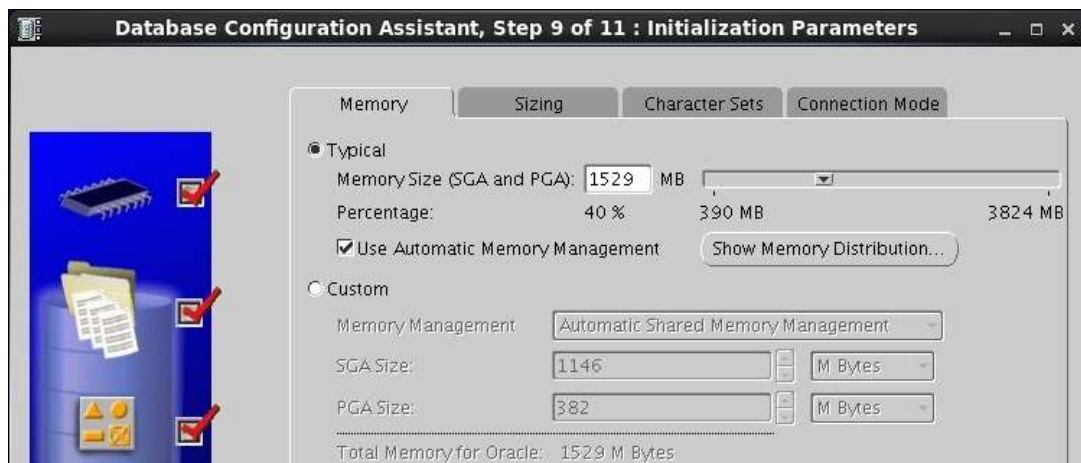 Database Configuration Assistant, Step 9 of 11 : Initialization Parameters
Memory Sizing Character Sets Connection Mode
Typical
Memory Size (SGA and PGA): 1529 MB
Percentage: 40 % 390 MB 3824 MB
Use Automatic Memory Management Show Memory Distribution...
Custom
Memory Management Automatic Shared Memory Management
SGA Size: 1146 M Bytes
PGA Size: 382 M Bytes
Total Memory for Oracle: 1529 M Bytes